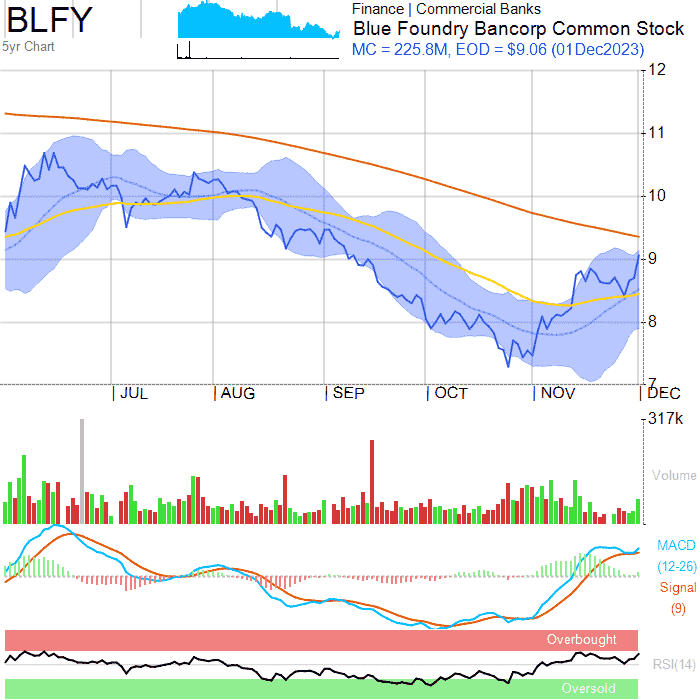 BLFY
5yr Chart
Finance | Commercial Banks
Blue Foundry Bancorp Common Stock
MC = 225.8M, EOD = $9.06 (01Dec2023)
12
11
10
9
8
7
JUL AUG SEP OCT NOV DEC
317k
Volume
MACD
(12-26)
Signal
(9)
Overbought
RSI(14)
Oversold